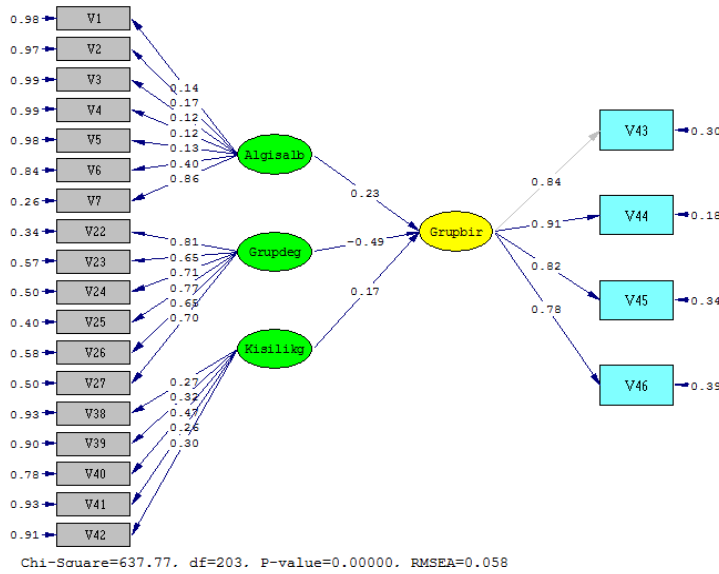 0.98 V1
0.97 V2
0.99 V3
0.99 V4
0.98 V5
0.84 V6
0.26 V7
0.34 V22
0.57 V23
0.50 V24
0.40 V25
0.58 V26
0.50 V27
0.93 V38
0.90 V39
0.78 V40
0.93 V41
0.91 V42
0.14
0.17
0.12
0.12
0.13
0.40
0.86
0.81
0.65
0.71
0.77
0.65
0.70
0.27
0.32
0.47
0.26
0.30
Algisalb
Grupdeg
Kisilikg
0.23
-0.49
0.17
Grupbir
0.84
0.91
0.82
0.78
V43 0.30
V44 0.18
V45 0.34
V46 0.39
Chi-Square=637.77, df=203, P-value=0.00000, RMSEA=0.058